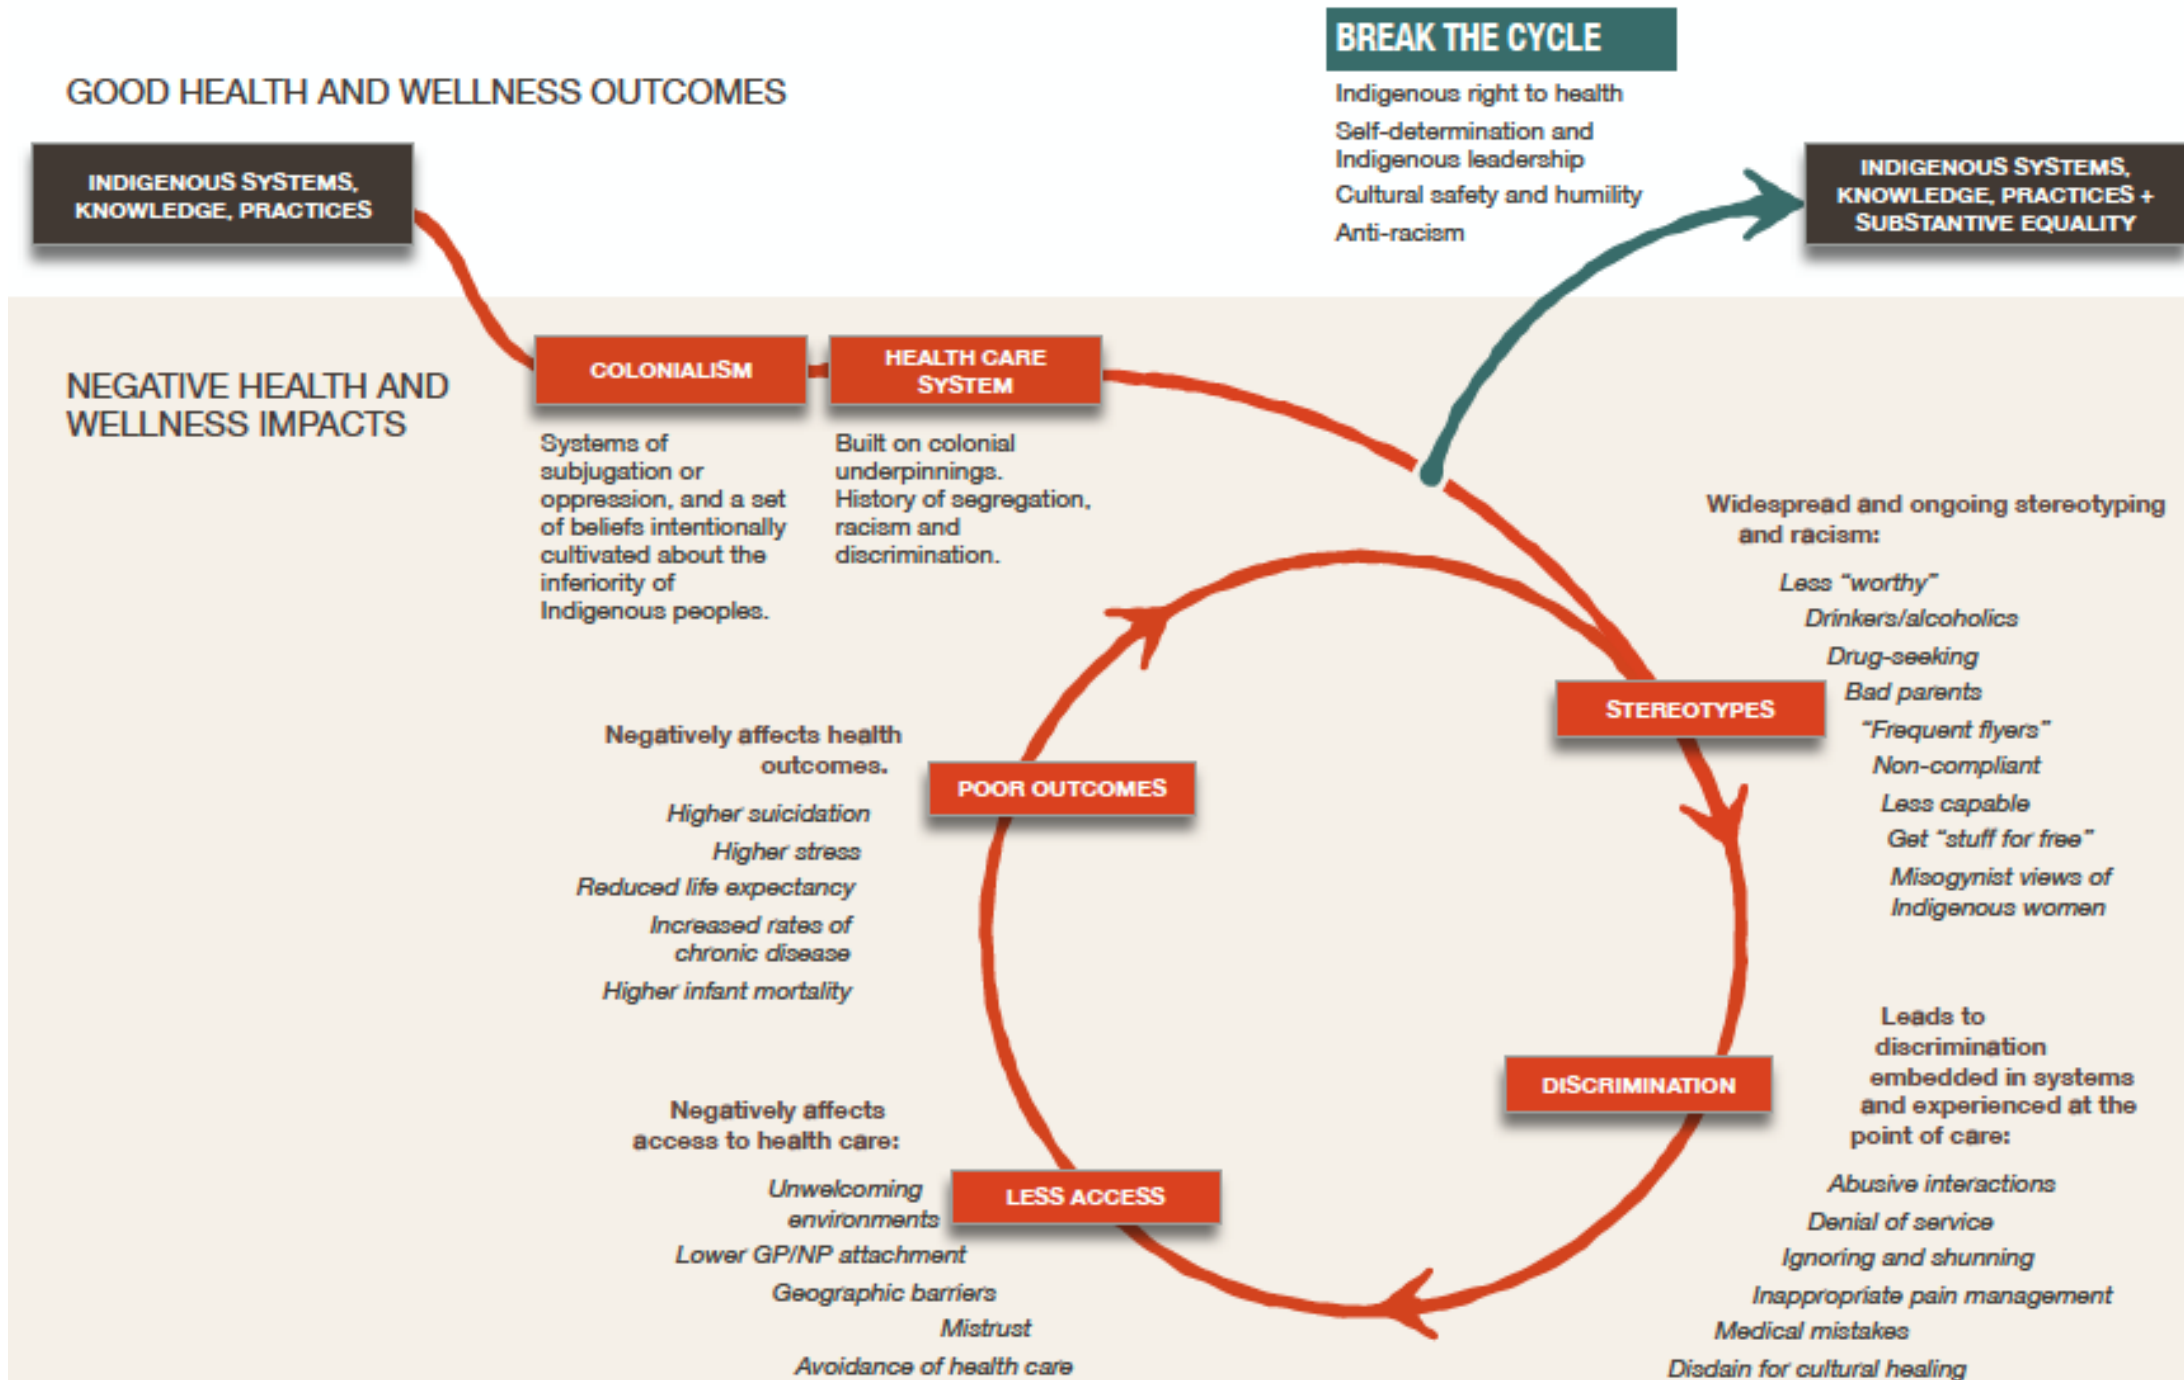 GOOD HEALTH AND WELLNESS OUTCOMES
INDIGENOUS SYSTEMS,
KNOWLEDGE, PRACTICES
BREAK THE CYCLE
Indigenous right to health
Self-determination and
Indigenous leadership
Cultural safety and humility
Anti-racism
INDIGENOUS SYSTEMS,
KNOWLEDGE, PRACTICES +
SUBSTANTIVE EQUALITY
NEGATIVE HEALTH AND
WELLNESS IMPACTS
COLONIALISM
Systems of
subjugation or
oppression, and a set
of beliefs intentionally
cultivated about the
inferiority of
Indigenous peoples.
HEALTH CARE
SYSTEM
Built on colonial
underpinnings.
History of segregation,
racism and
discrimination.
STEREOTYPES
Widespread and ongoing stereotyping
and racism:
Less “worthy”
Drinkers/alcoholics
Drug-seeking
Bad parents
“Frequent flyers”
Non-compliant
Less capable
Get “stuff for free”
Misogynist views of
Indigenous women
DISCRIMINATION
Leads to
discrimination
embedded in systems
and experienced at the
point of care:
Abusive interactions
Denial of service
Ignoring and shunning
Inappropriate pain management
Medical mistakes
Disdain for cultural healing
LESS ACCESS
Negatively affects
access to health care:
Unwelcoming
environments
Lower GP/NP attachment
Geographic barriers
Mistrust
Avoidance of health care
POOR OUTCOMES
Negatively affects health
outcomes.
Higher suicidation
Higher stress
Reduced life expectancy
Increased rates of
chronic disease
Higher infant mortality